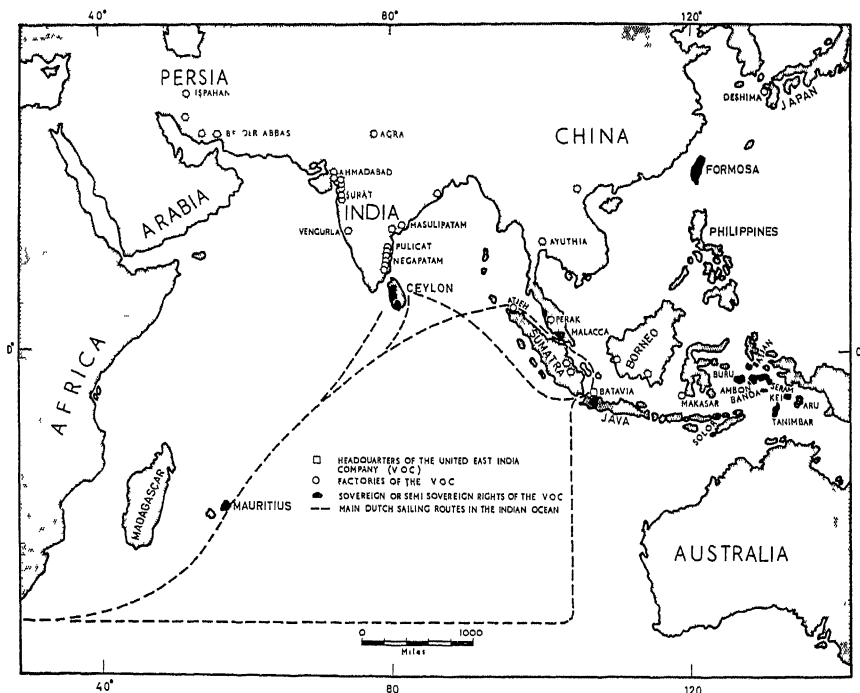 40°
80°
120°
PERSIA
ISPAHAN
ABBAS
AGRA
CHINA
DESHIMA
JAPAN
AHMADABAD
FORMOSA
ARABIA
SURAT
INDIA
MASULIPATAM
VENGURLA
PULICAT
NEGAPATAM
AYUTHIA
PHILIPPINES
CEYLON
ATJEH
PERAK
MALACCA
0°
AFRICA
SUMATRA
BORNEO
BATJAN
BURU
AMBON
SERAM
BANDA
KEI
ARU
BATAVIA
MAKASAR
JAVA
SOLOR
TANIMBAR
MADAGASCAR
MAURITIUS
HEADQUARTERS OF THE UNITED EAST INDIA
COMPANY (VOC)
FACTORIES OF THE VOC
SOVEREIGN OR SEMI SOVEREIGN RIGHTS OF THE VOC
MAIN DUTCH SAILING ROUTES IN THE INDIAN OCEAN
AUSTRALIA
0
1000
Miles
40°
80
120°